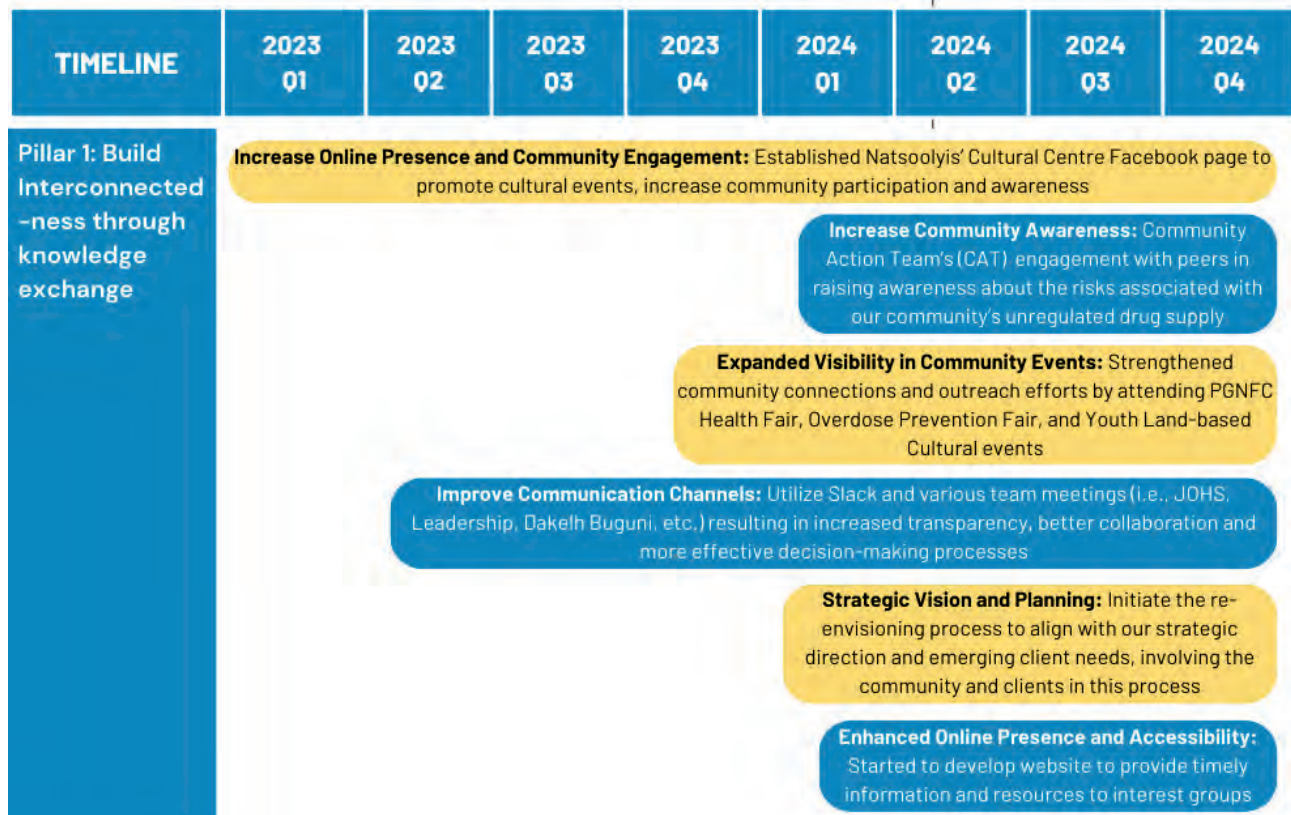 TIMELINE
2023 Q1
2023 Q2
2023 Q3
2023 Q4
2024 Q1
2024 Q2
2024 Q3
2024 Q4
Pillar 1: Build
Interconnected
-ness through
knowledge
exchange
Increase Online Presence and Community Engagement: Established Natsoolyis' Cultural Centre Facebook page to
promote cultural events, increase community participation and awareness
Increase Community Awareness: Community
Action Team's (CAT) engagement with peers in
raising awareness about the risks associated with
our community's unregulated drug supply
Expanded Visibility in Community Events: Strengthened
community connections and outreach efforts by attending PGNFC
Health Fair, Overdose Prevention Fair, and Youth Land-based
Cultural events
Improve Communication Channels: Utilize Slack and various team meetings (i.e., JOHS,
Leadership, Dakelh Buguni, etc.) resulting in increased transparency, better collaboration and
more effective decision-making processes
Strategic Vision and Planning: Initiate the re-
envisioning process to align with our strategic
direction and emerging client needs, involving the
community and clients in this process
Enhanced Online Presence and Accessibility:
Started to develop website to provide timely
information and resources to interest groups